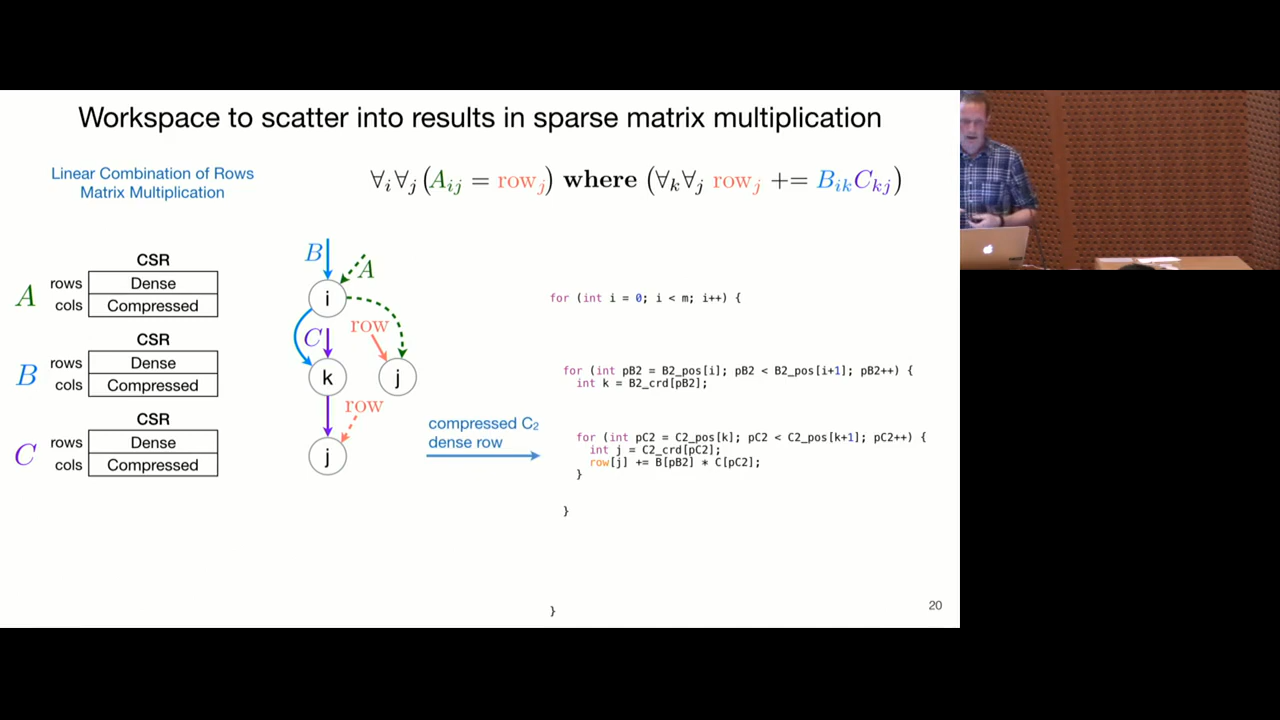 Workspace to scatter into results in sparse matrix multiplication
Linear Combination of Rows
Matrix Multiplication
∀i∀j(Aij = rowj) where (∀k∀j rowj += BikCkj)
CSR
A
rows Dense
cols Compressed
CSR
B
rows Dense
cols Compressed
CSR
C
rows Dense
cols Compressed
B
A
i
row
C
k
j
row
j
compressed C2
dense row
for (int i = 0; i < m; i++) {
for (int pB2 = B2_pos[i]; pB2 < B2_pos[i+1]; pB2++) {
int k = B2_crd[pB2];
for (int pC2 = C2_pos[k]; pC2 < C2_pos[k+1]; pC2++) {
int j = C2_crd[pC2];
row[j] += B[pB2] * C[pC2];
}
}
}
20